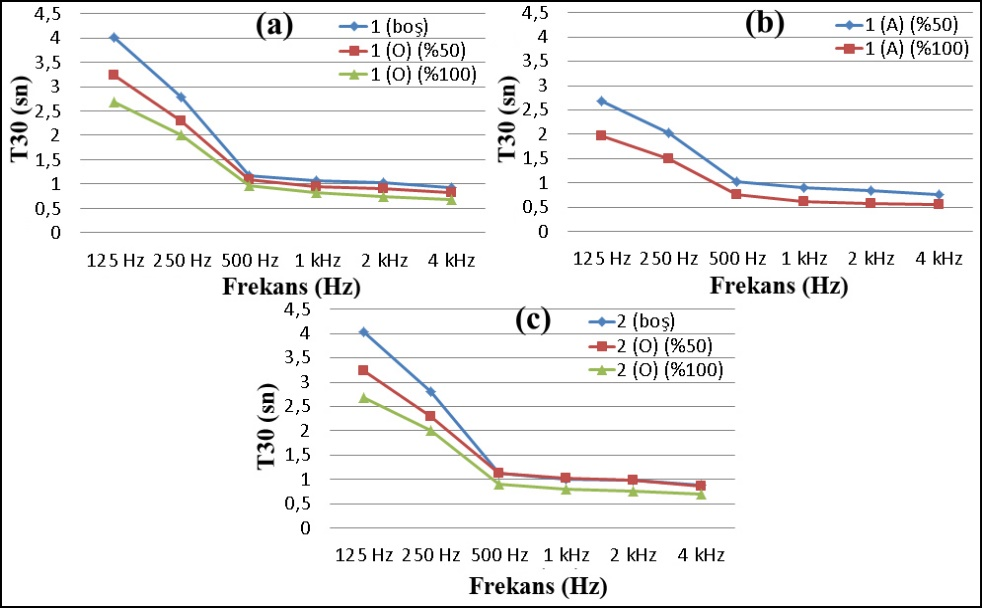 (a)
1 (boş)
1 (O) (%50)
1 (O) (%100)
4,5
4
3,5
3
2,5
2
1,5
1
0,5
0
T30 (sn)
125 Hz 250 Hz 500 Hz 1 kHz 2 kHz 4 kHz
Frekans (Hz)
(b)
1 (A) (%50)
1 (A) (%100)
4,5
4
3,5
3
2,5
2
1,5
1
0,5
0
T30 (sn)
125 Hz 250 Hz 500 Hz 1 kHz 2 kHz 4 kHz
Frekans (Hz)
(c)
2 (boş)
2 (O) (%50)
2 (O) (%100)
4,5
4
3,5
3
2,5
2
1,5
1
0,5
0
T30 (sn)
125 Hz 250 Hz 500 Hz 1 kHz 2 kHz 4 kHz
Frekans (Hz)